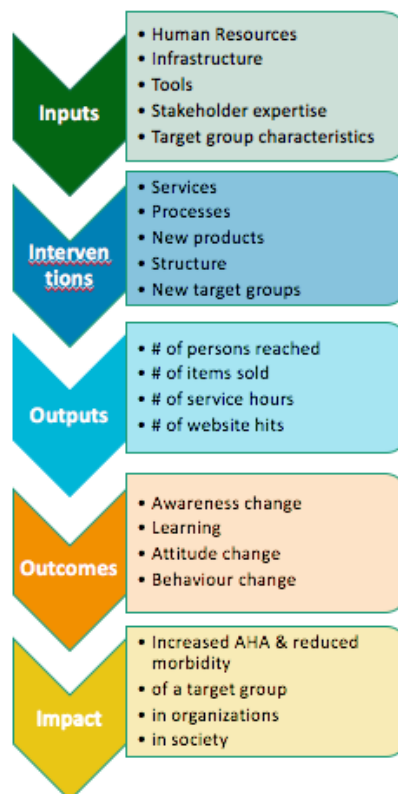 Inputs
• Human Resources
• Infrastructure
• Tools
• Stakeholder expertise
• Target group characteristics
Interven
tions
• Services
• Processes
• New products
• Structure
• New target groups
Outputs
• # of persons reached
• # of items sold
• # of service hours
• # of website hits
Outcomes
• Awareness change
• Learning
• Attitude change
• Behaviour change
Impact
• Increased AHA & reduced
morbidity
• of a target group
• in organizations
• in society